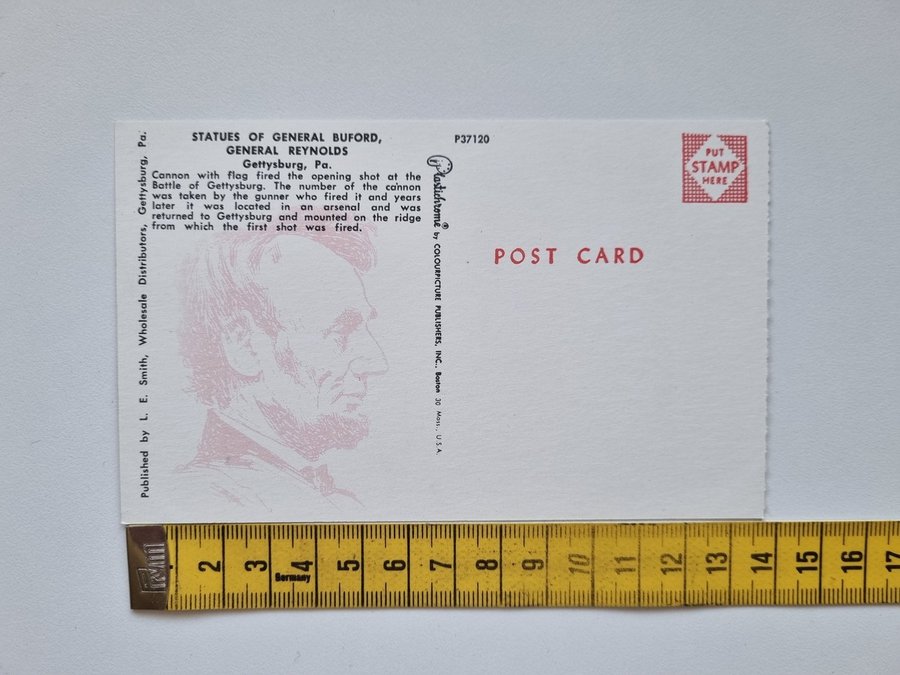 STATUES OF GENERAL BUFORD,
GENERAL REYNOLDS
Gettysburg, Pa.
Cannon with flag fired the opening shot at the
Battle of Gettysburg. The number of the cannon
was taken by the gunner who fired it and years
later it was located in an arsenal and was
returned to Gettysburg and mounted on the ridge
from which the first shot was fired.
Published by L. E. Smith, Wholesale Distributors, Gettysburg, Pa.
P37120
Plastichrome® by COLOURPICTURE PUBLISHERS, INC., Boston 30 Mass., U.S.A.
PUT
STAMP
HERE
POST CARD
2 3 4 5 6 7 8 9 10 11 12 13 14 15 16 17
Germany